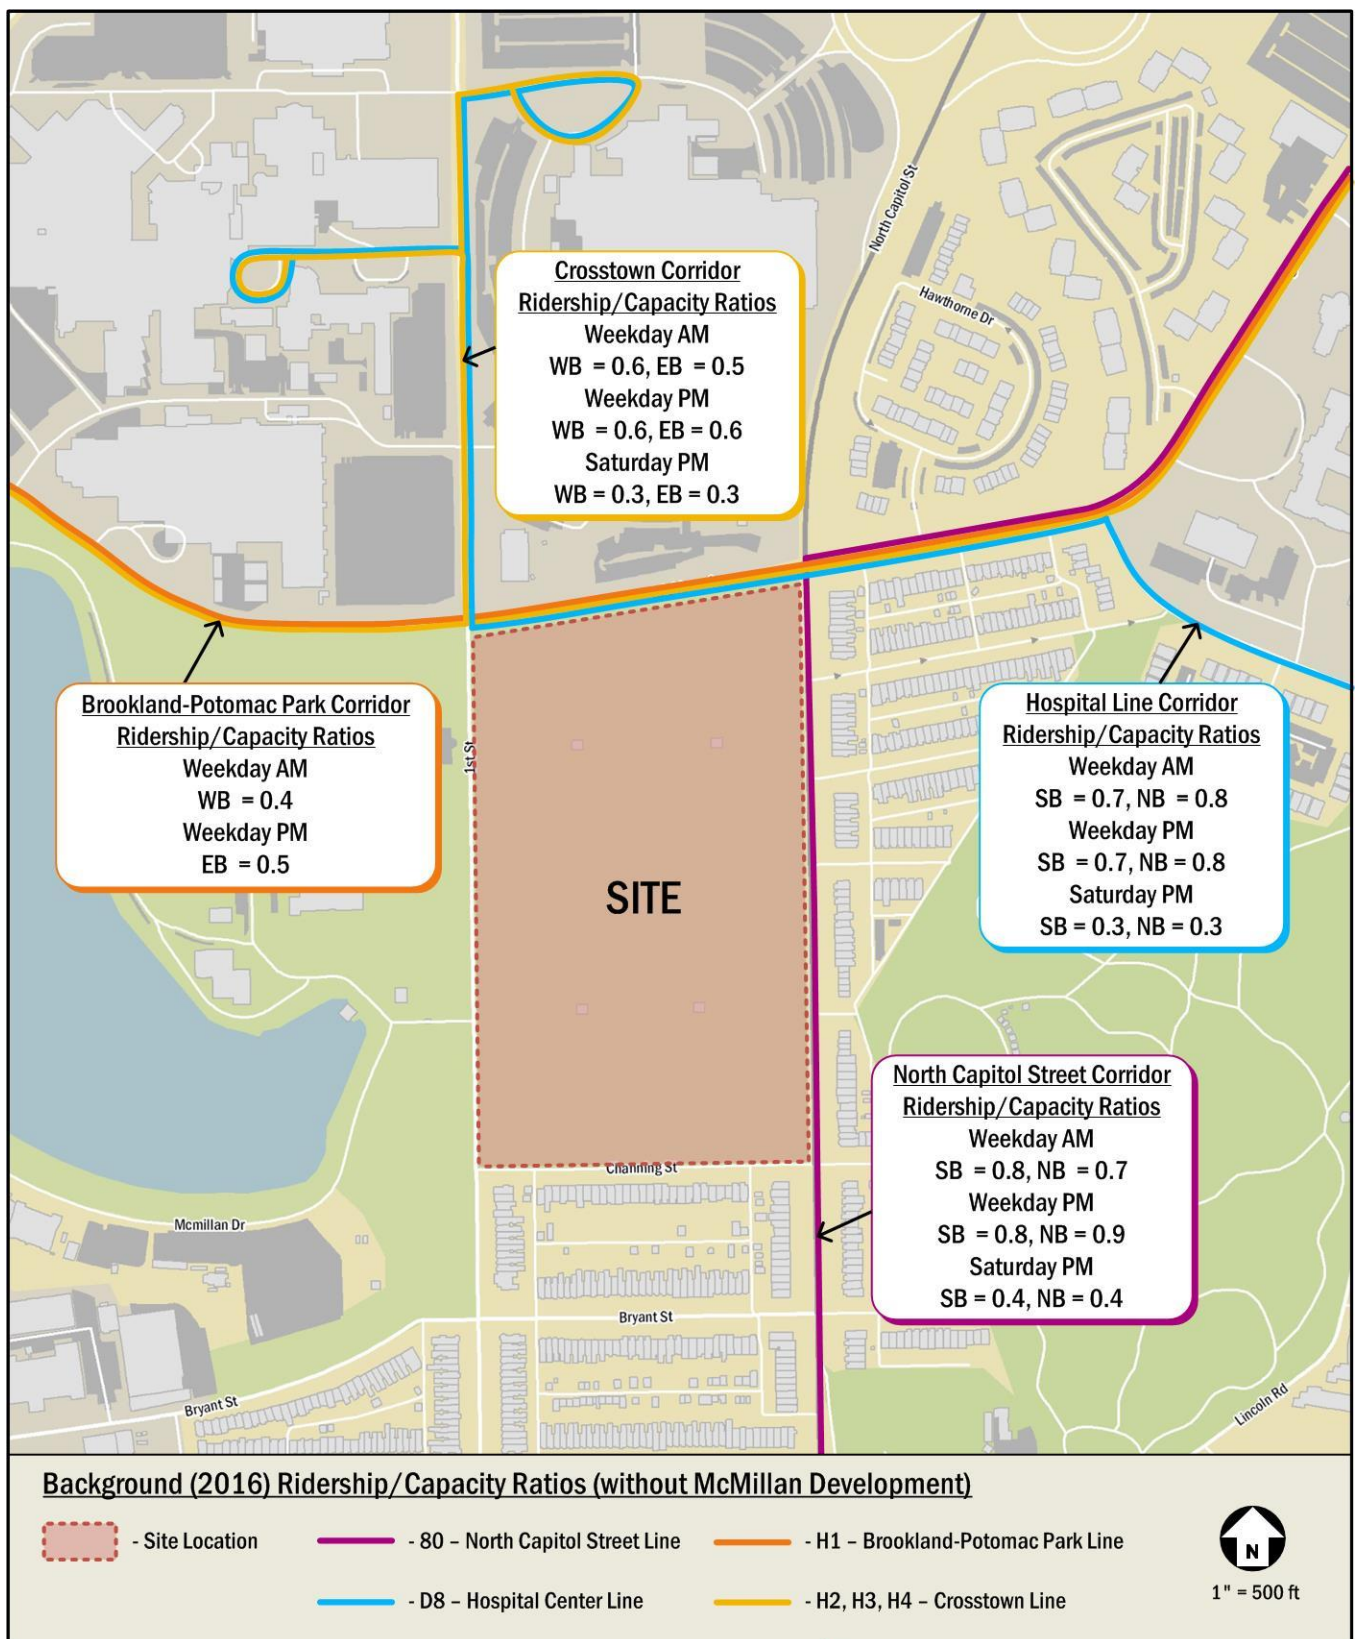 North Capitol St
Hawthorne Dr
Crosstown Corridor
Ridership/Capacity Ratios
Weekday AM
WB = 0.6, EB = 0.5
Weekday PM
WB = 0.6, EB = 0.6
Saturday PM
WB = 0.3, EB = 0.3
Brookland-Potomac Park Corridor
Ridership/Capacity Ratios
Weekday AM
WB = 0.4
Weekday PM
EB = 0.5
1st St
SITE
Hospital Line Corridor
Ridership/Capacity Ratios
Weekday AM
SB = 0.7, NB = 0.8
Weekday PM
SB = 0.7, NB = 0.8
Saturday PM
SB = 0.3, NB = 0.3
North Capitol Street Corridor
Ridership/Capacity Ratios
Weekday AM
SB = 0.8, NB = 0.7
Weekday PM
SB = 0.8, NB = 0.9
Saturday PM
SB = 0.4, NB = 0.4
Channing St
Mcmillan Dr
Bryant St
Bryant St
Lincoln Rd
Background (2016) Ridership/Capacity Ratios (without McMillan Development)
- Site Location
- 80 – North Capitol Street Line
- H1 – Brookland-Potomac Park Line
- D8 – Hospital Center Line
- H2, H3, H4 – Crosstown Line
N
1" = 500 ft